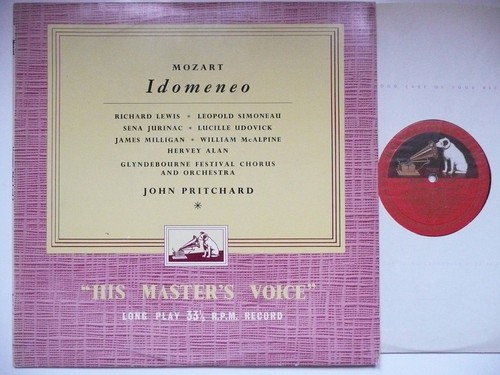 MOZART
Idomeneo
RICHARD LEWIS * LEOPOLD SIMONEAU
SENA JURINAC * LUCILLE UDOVICK
JAMES MILLIGAN * WILLIAM McALPINE
HERVEY ALAN
GLYNDEBOURNE FESTIVAL CHORUS
AND ORCHESTRA
JOHN PRITCHARD
*
"HIS MASTER'S VOICE"
LONG PLAY 33⅓ R.P.M. RECORD